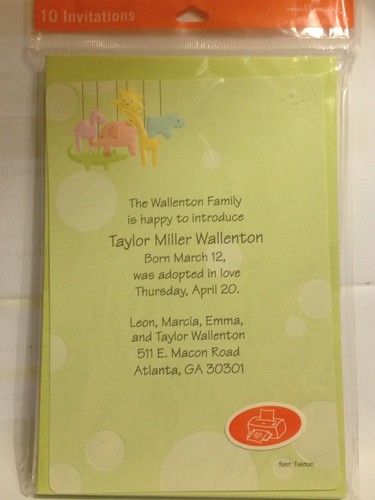 10 Invitations
The Wallenton Family
is happy to introduce
Taylor Miller Wallenton
Born March 12,
was adopted in love
Thursday, April 20.
Leon, Marcia, Emma,
and Taylor Wallenton
511 E. Macon Road
Atlanta, GA 30301
font: Tekton